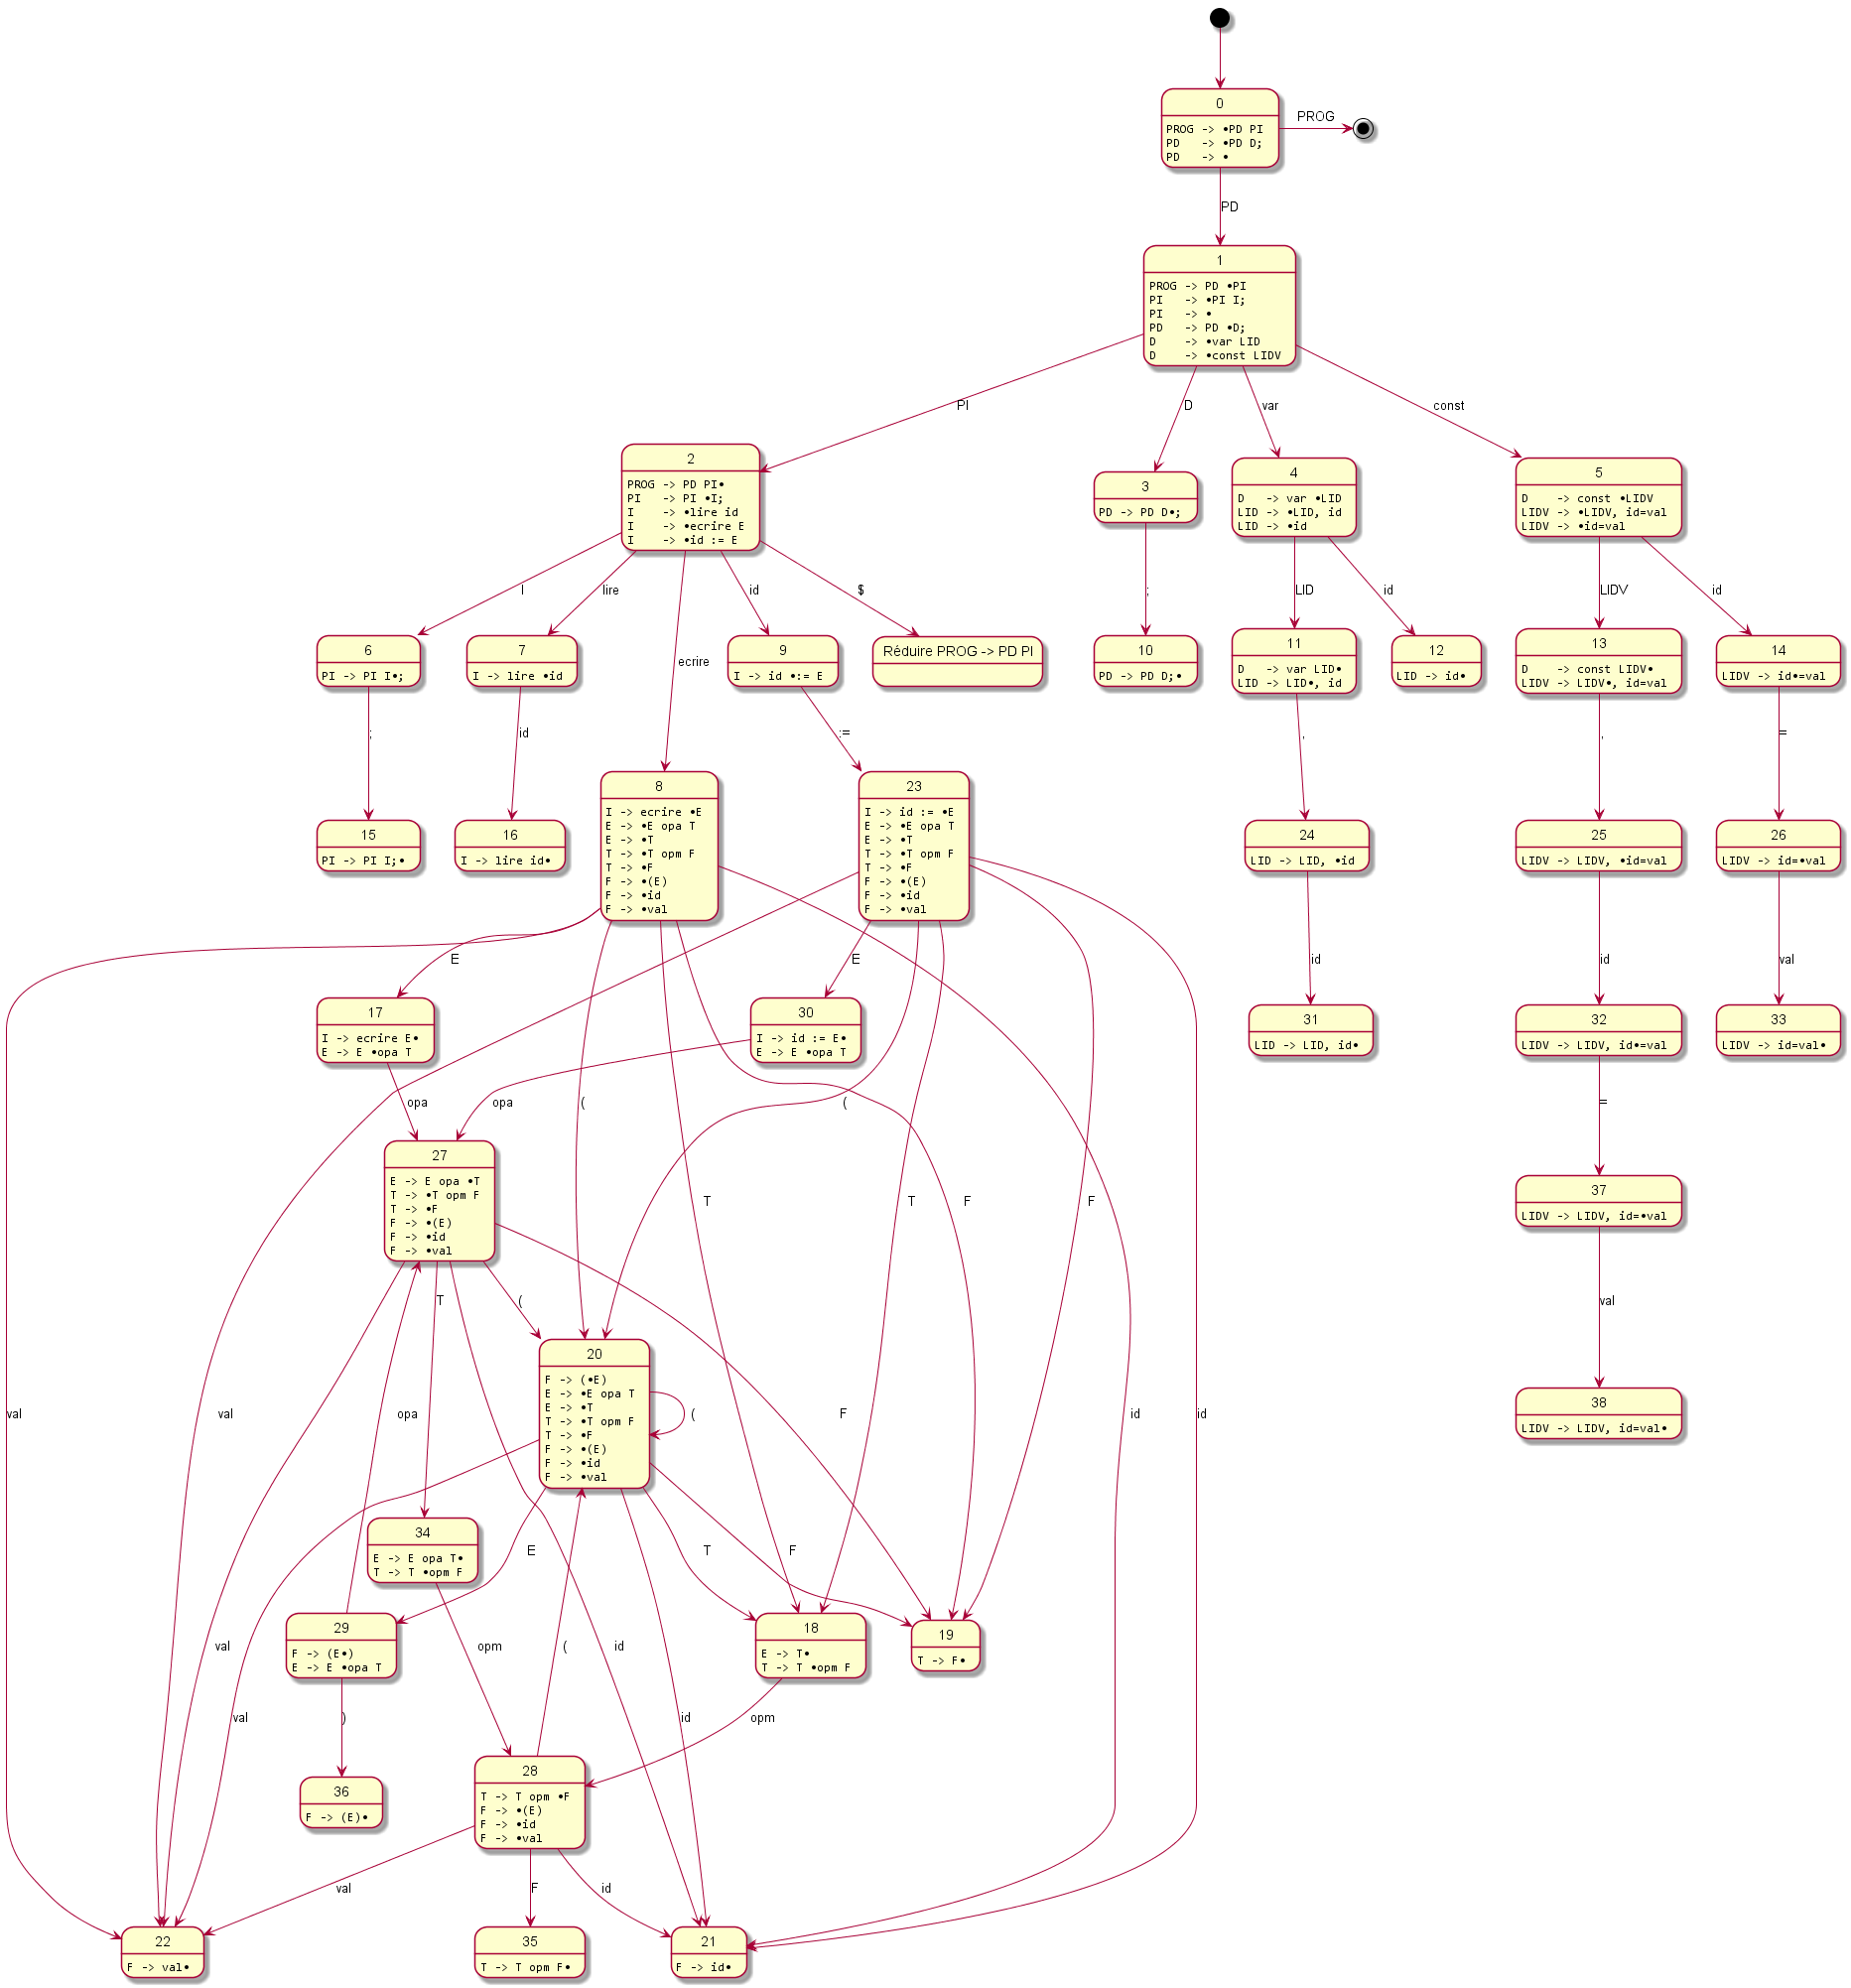 0
PROG -> •PD PI
PD -> •PD D;
PD -> •
PROG
PD
1
PROG -> PD •PI
PI -> •PI I;
PI -> •
PD -> PD •D;
D -> •var LID
D -> •const LIDV
PI
D
var
const
2
PROG -> PD PI•
PI -> PI •I;
I -> •lire id
I -> •ecrire E
I -> •id := E
3
PD -> PD D•;
4
D -> var •LID
LID -> •LID, id
LID -> •id
5
D -> const •LIDV
LIDV -> •LIDV, id=val
LIDV -> •id=val
I
lire
ecrire
id
$
;
LID
id
LIDV
id
6
PI -> PI I•;
7
I -> lire •id
9
I -> id •:= E
Réduire PROG -> PD PI
10
PD -> PD D;•
11
D -> var LID•
LID -> LID•, id
12
LID -> id•
13
D -> const LIDV•
LIDV -> LIDV•, id=val
14
LIDV -> id•=val
;
id
:=
,
,
=
15
PI -> PI I;•
16
I -> lire id•
8
I -> ecrire •E
E -> •E opa T
E -> •T
T -> •T opm F
T -> •F
F -> •(E)
F -> •id
F -> •val
23
I -> id := •E
E -> •E opa T
E -> •T
T -> •T opm F
T -> •F
F -> •(E)
F -> •id
F -> •val
24
LID -> LID, •id
25
LIDV -> LIDV, •id=val
26
LIDV -> id=•val
E
E
id
id
val
17
I -> ecrire E•
E -> E •opa T
30
I -> id := E•
E -> E •opa T
31
LID -> LID, id•
32
LIDV -> LIDV, id•=val
33
LIDV -> id=val•
opa
opa
(
(
=
27
E -> E opa •T
T -> •T opm F
T -> •F
F -> •(E)
F -> •id
F -> •val
T
T
F
F
37
LIDV -> LIDV, id=•val
T
(
val
20
F -> (•E)
E -> •E opa T
E -> •T
T -> •T opm F
T -> •F
F -> •(E)
F -> •id
F -> •val
val
val
opa
(
F
id
id
38
LIDV -> LIDV, id=val•
34
E -> E opa T•
T -> T •opm F
E
T
F
29
F -> (E•)
E -> E •opa T
18
E -> T•
T -> T •opm F
19
T -> F•
val
opm
(
id
val
)
id
opm
36
F -> (E)•
28
T -> T opm •F
F -> •(E)
F -> •id
F -> •val
val
F
id
22
F -> val•
35
T -> T opm F•
21
F -> id•